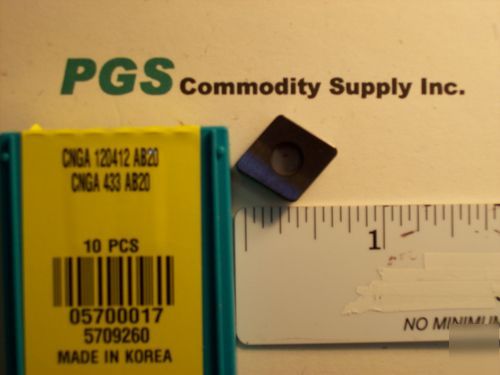 PGS Commodity Supply Inc.
CNGA 120412 AB20
CNGA 433 AB20
10 PCS
05700017
5709260
MADE IN KOREA
1
NO MINIMUM